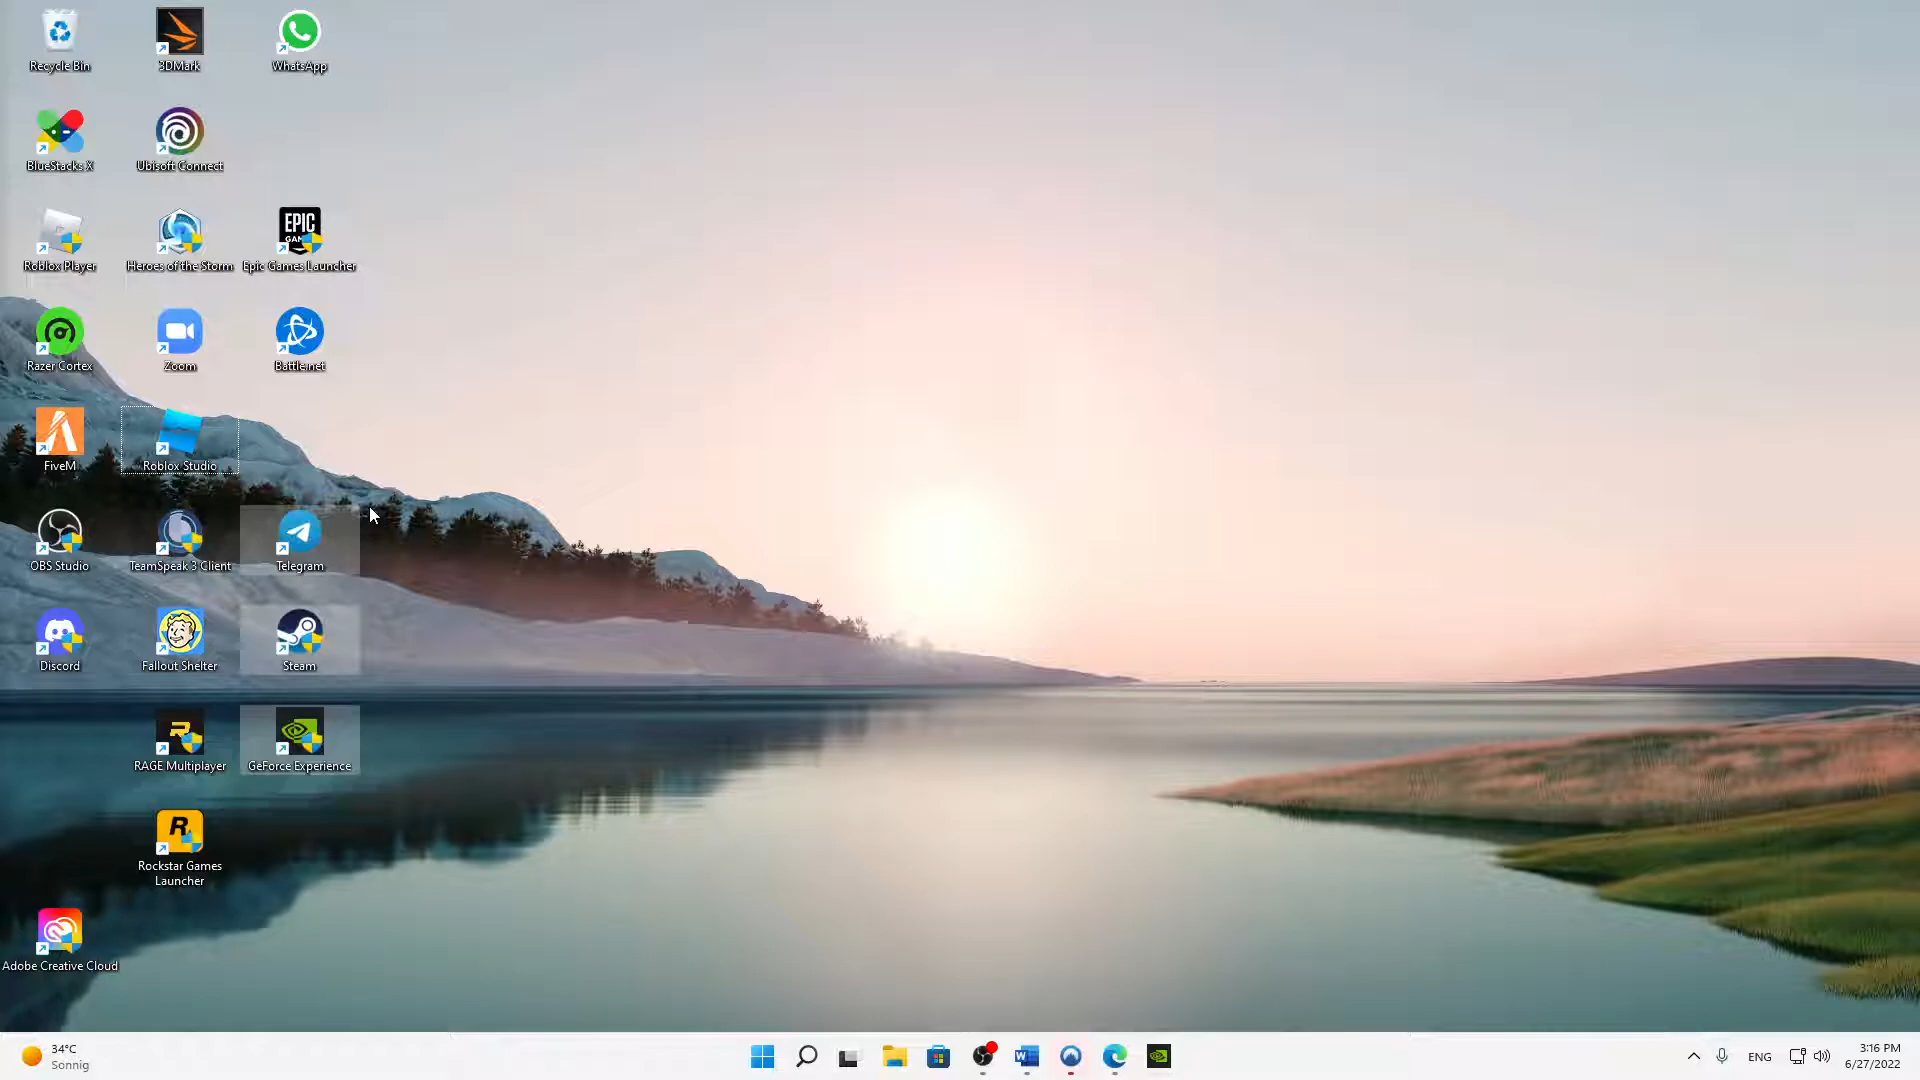 Recycle Bin
3DMark
WhatsApp
BlueStacks X
Ubisoft Connect
Roblox Player
Heroes of the Storm
EPIC
GAMES
Epic Games Launcher
Razer Cortex
Zoom
Battle.net
FiveM
Roblox Studio
OBS Studio
TeamSpeak 3 Client
Telegram
Discord
Fallout Shelter
Steam
RAGE Multiplayer
GeForce Experience
R
Rockstar Games
Launcher
Adobe Creative Cloud
34°C
Sonnig
W
ENG
3:16 PM
6/27/2022